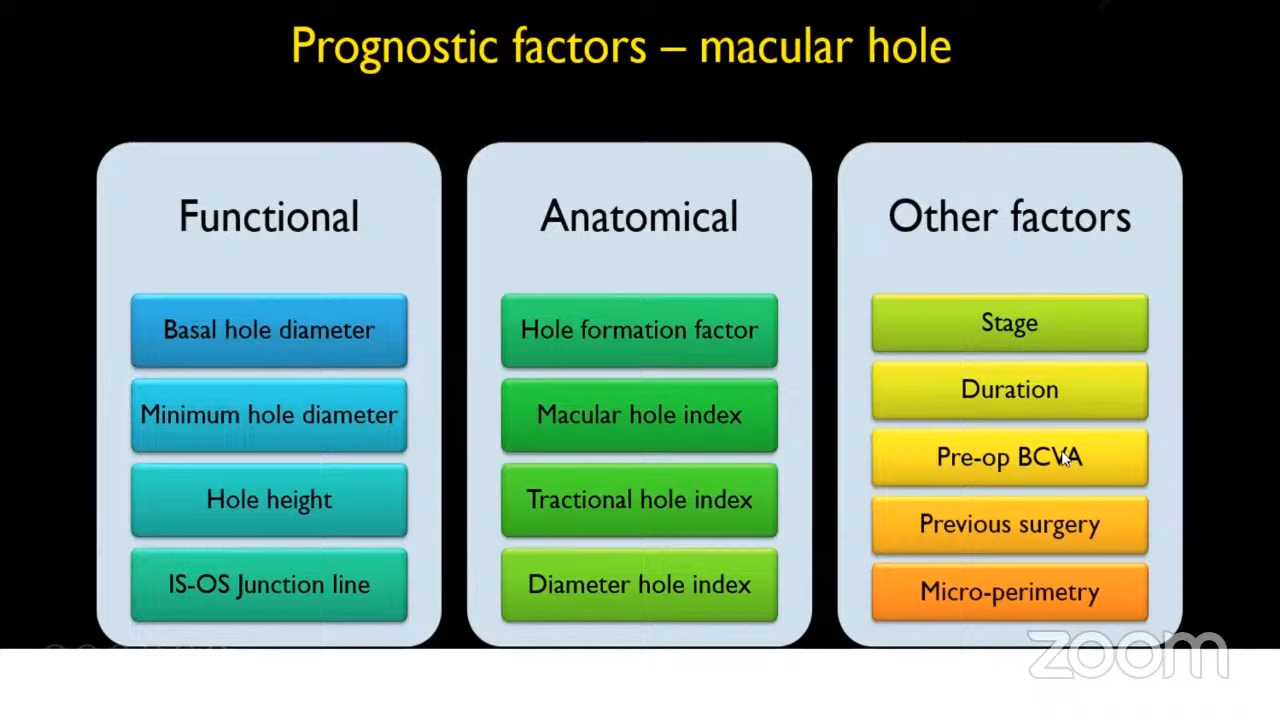 Prognostic factors – macular hole
Functional
Basal hole diameter
Minimum hole diameter
Hole height
IS-OS Junction line
Anatomical
Hole formation factor
Macular hole index
Tractional hole index
Diameter hole index
Other factors
Stage
Duration
Pre-op BCVA
Previous surgery
Micro-perimetry
zoom